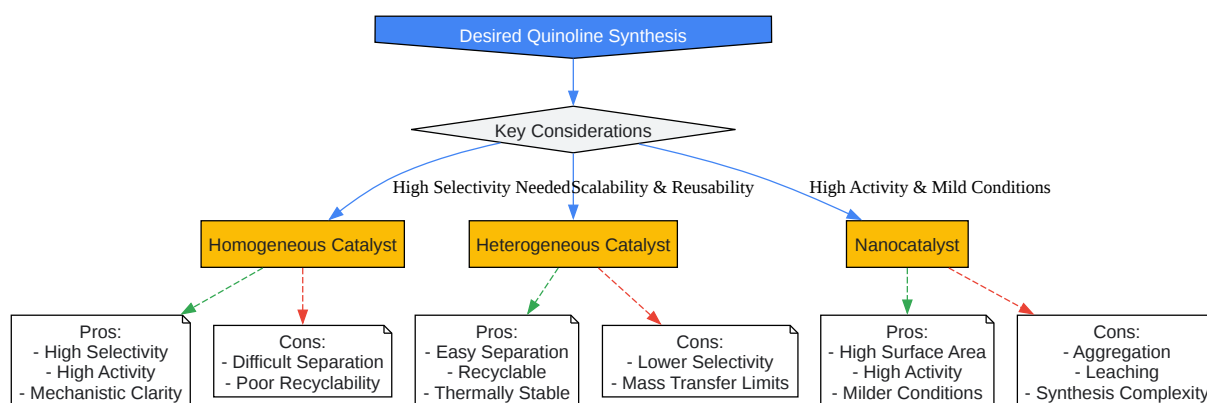 Desired Quinoline Synthesis
Key Considerations
High Selectivity Needed
Scalability & Reusability
High Activity & Mild Conditions
Homogeneous Catalyst
Heterogeneous Catalyst
Nanocatalyst
Pros:
- High Selectivity
- High Activity
- Mechanistic Clarity
Cons:
- Difficult Separation
- Poor Recyclability
Pros:
- Easy Separation
- Recyclable
- Thermally Stable
Cons:
- Lower Selectivity
- Mass Transfer Limits
Pros:
- High Surface Area
- High Activity
- Milder Conditions
Cons:
- Aggregation
- Leaching
- Synthesis Complexity